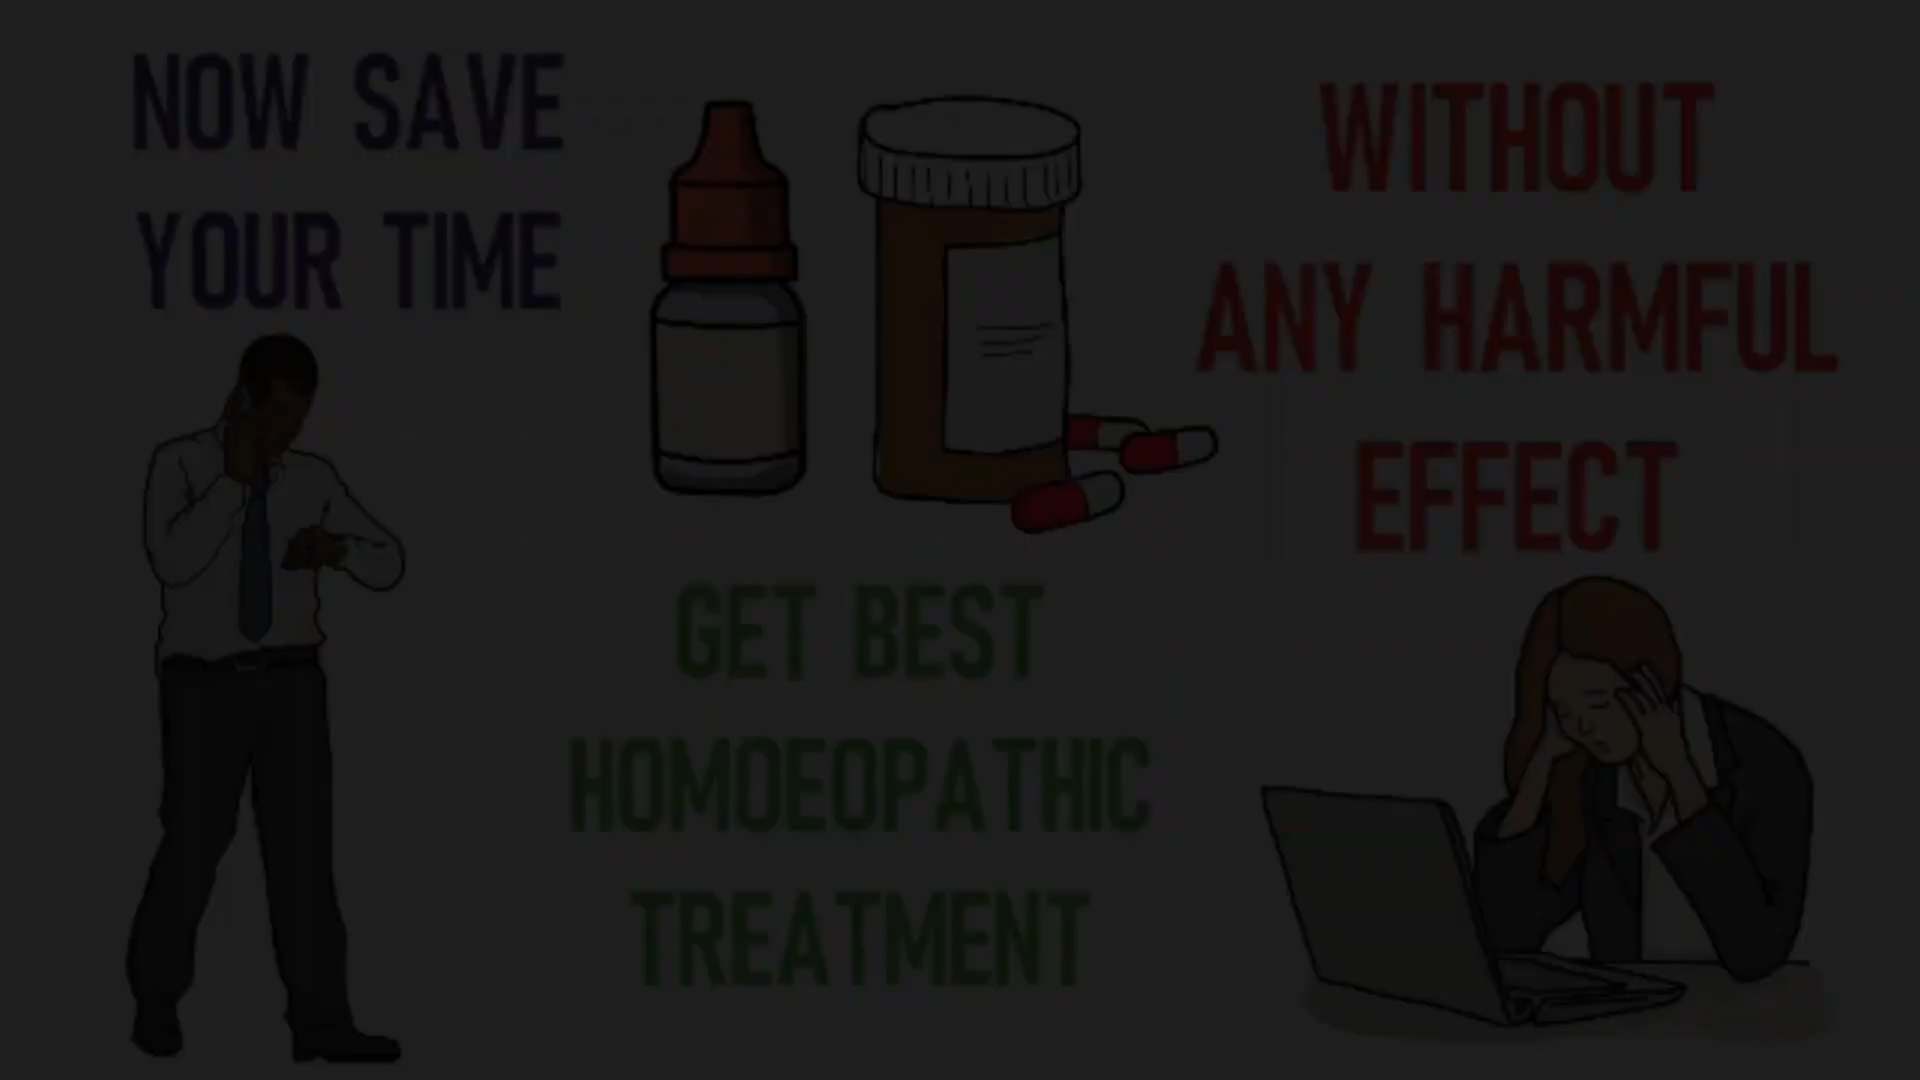 NOW SAVE
YOUR TIME
GET BEST
HOMOEOPATHIC
TREATMENT
WITHOUT
ANY HARMFUL
EFFECT